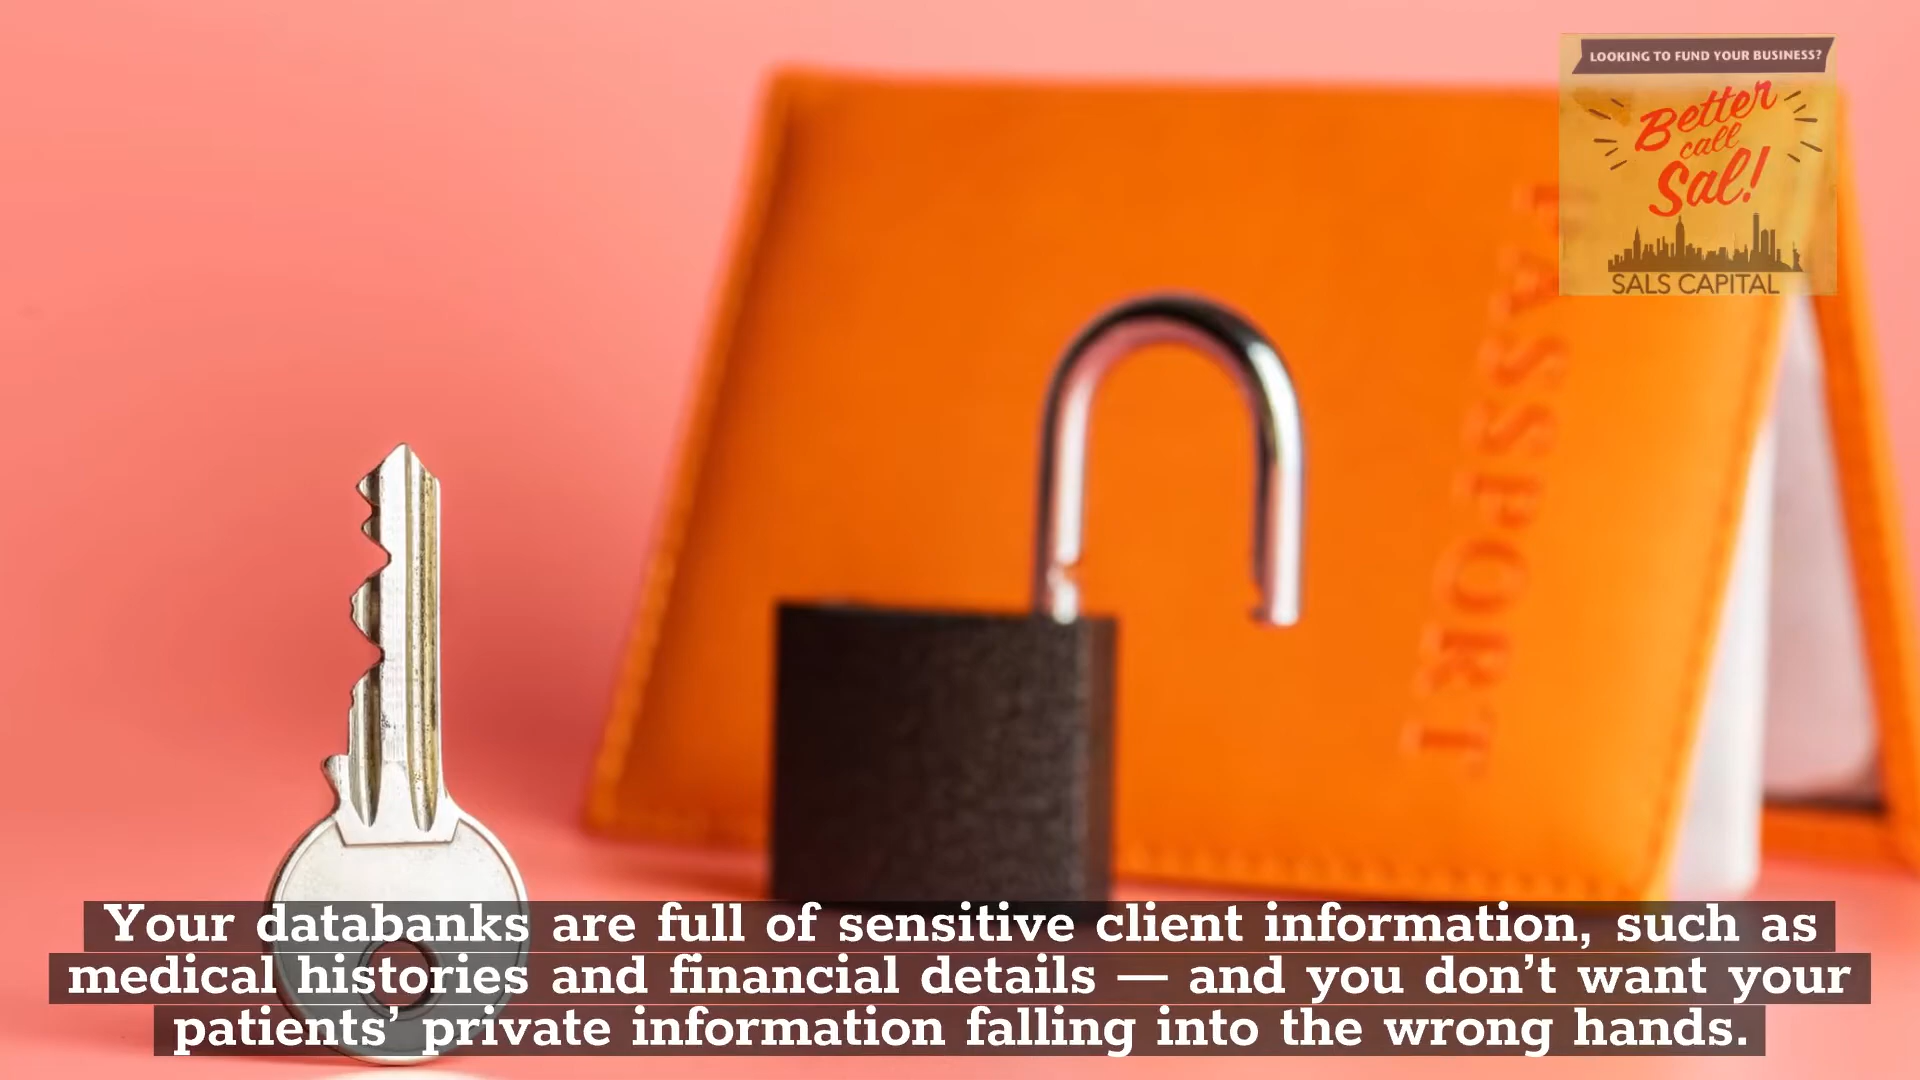 LOOKING TO FUND YOUR BUSINESS?
Better
call
Sal!
SALS CAPITAL
PASSPORT
Your databanks are full of sensitive client information, such as
medical histories and financial details — and you don’t want your
patients’ private information falling into the wrong hands.